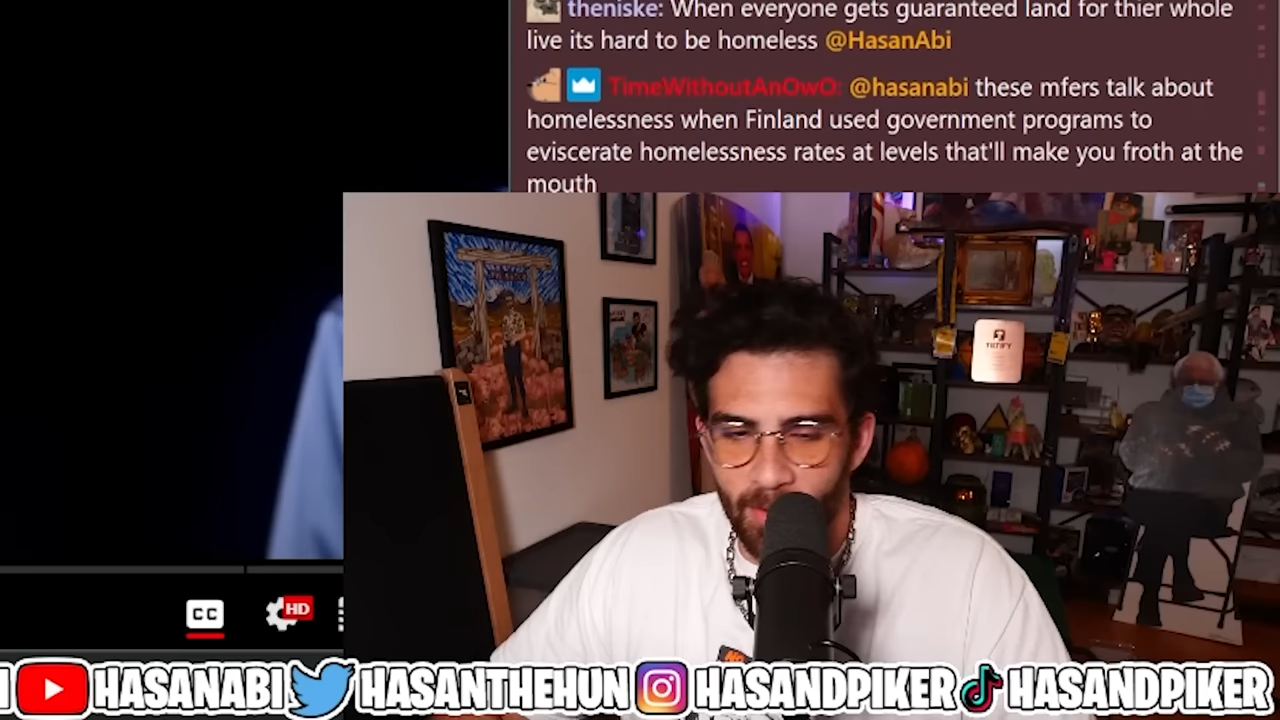 theniske: When everyone gets guaranteed land for thier whole
live its hard to be homeless @HasanAbi
TimeWithoutAnOwO: @hasanabi these mfers talk about
homelessness when Finland used government programs to
eviscerate homelessness rates at levels that'll make you froth at the
mouth
TILTIFY
CC
HD
HASANABI HASANTHEHUN HASANDPIKER HASANDPIKER